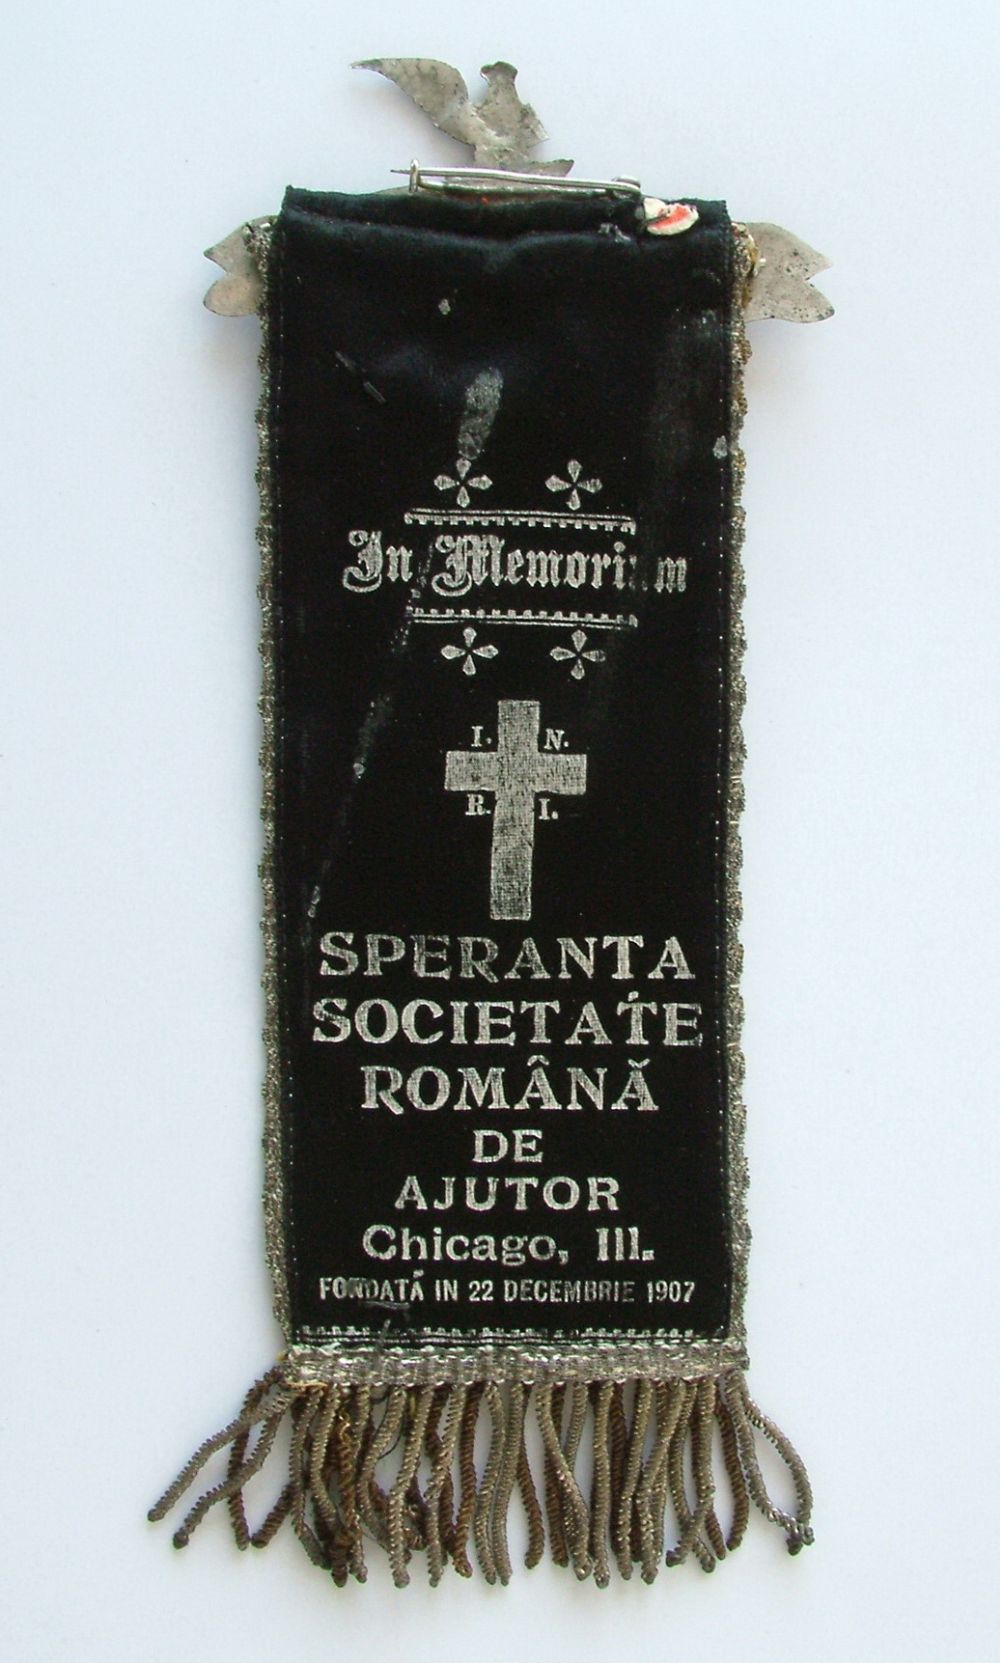 In Memoriam
I. N.
R. I.
SPERANTA
SOCIETATE
ROMÂNĂ
DE
AJUTOR
Chicago, Ill.
FONDATĂ IN 22 DECEMBRIE 1907